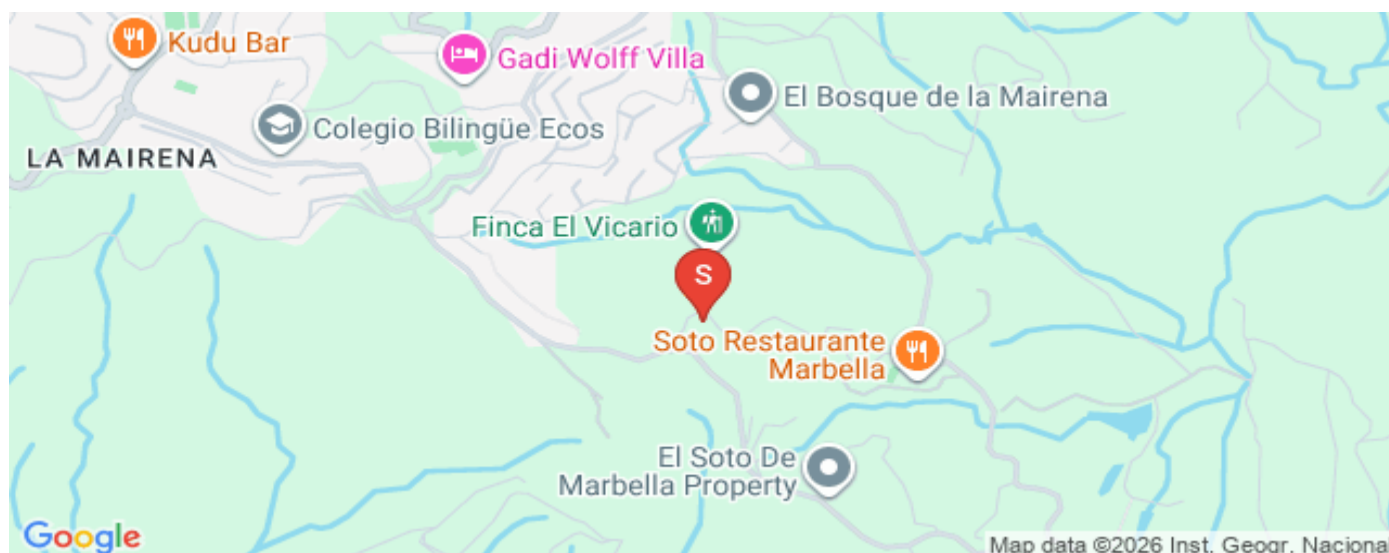 Kudu Bar
Gadi Wolff Villa
El Bosque de la Mairena
Colegio Bilingüe Ecos
LA MAIRENA
Finca El Vicario
S
Soto Restaurante
Marbella
El Soto De
Marbella Property
Google
Map data ©2026 Inst. Geogr. Naciona